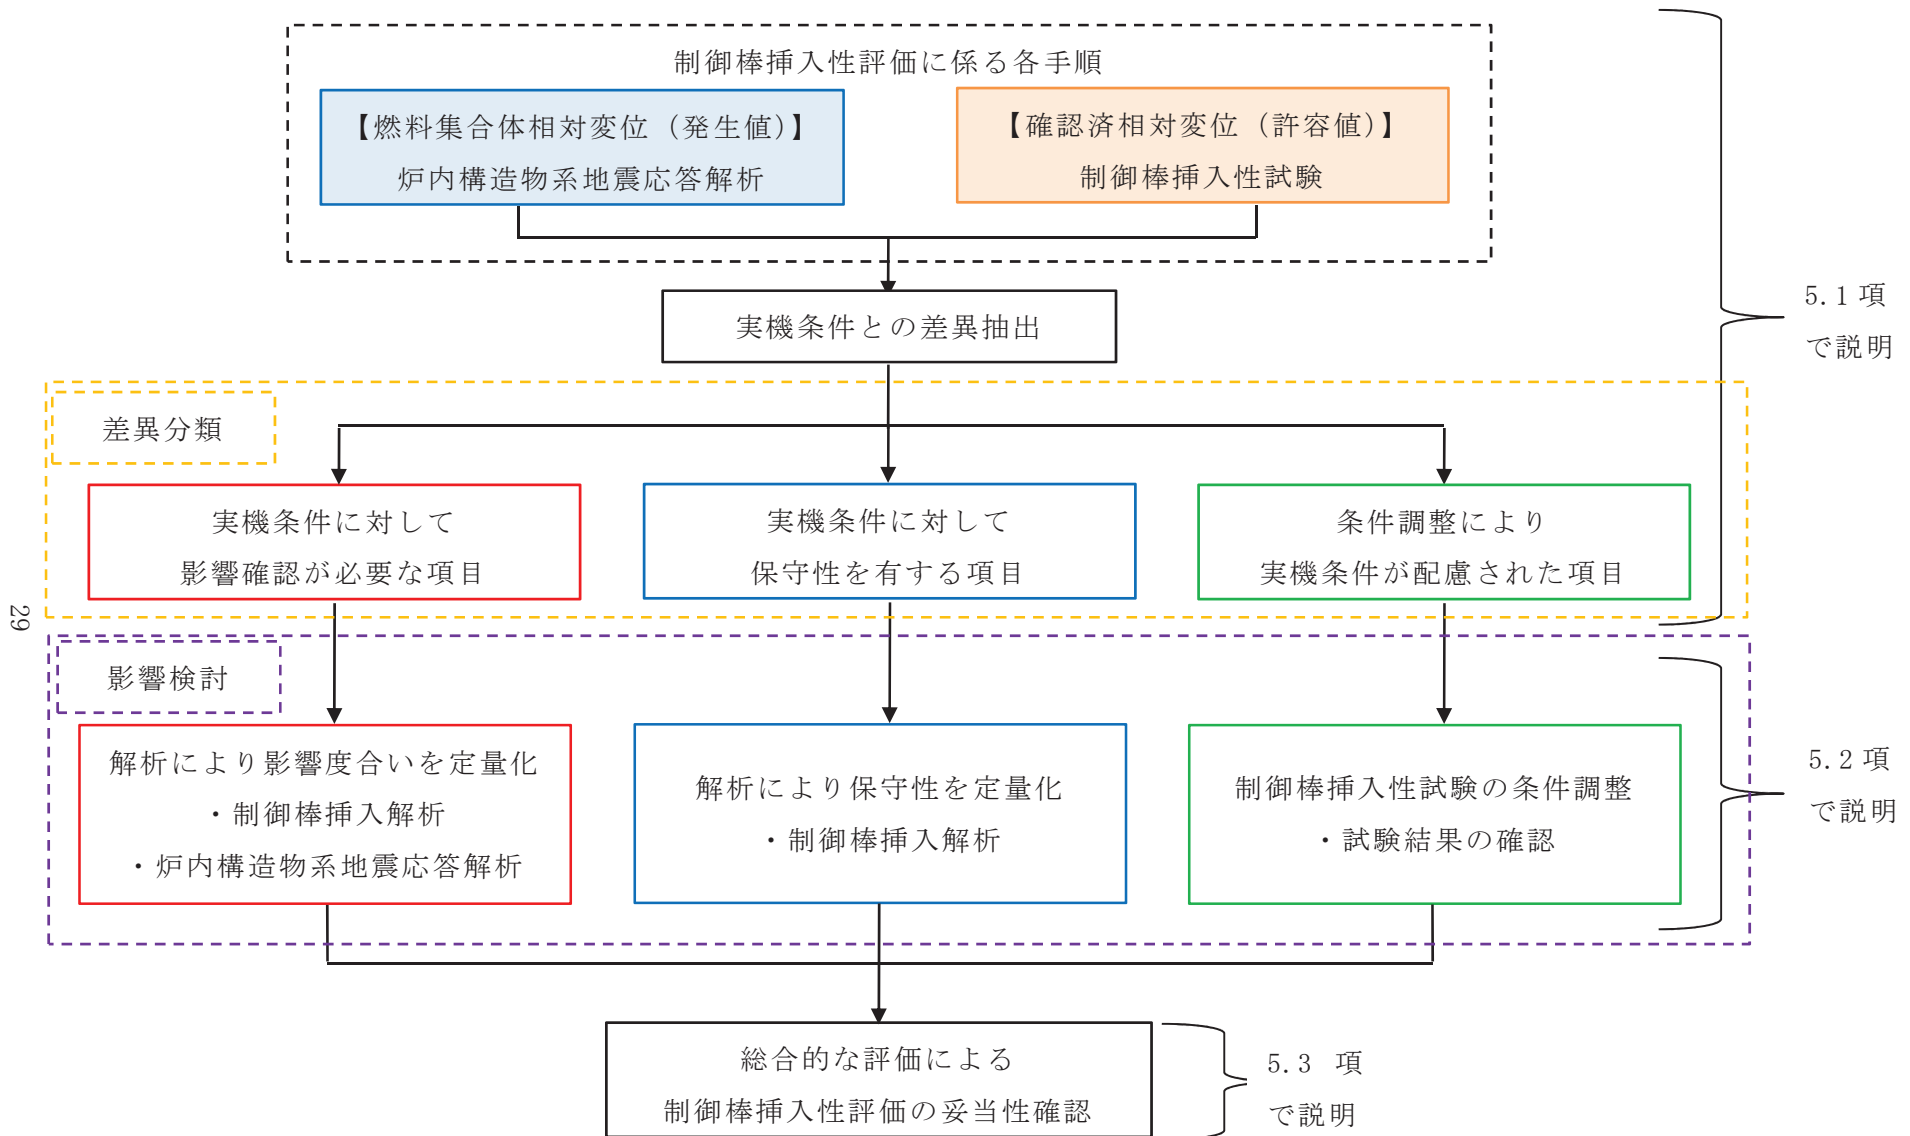 制御棒挿入性評価に係る各手順
【燃料集合体相対変位（発生値）】
炉内構造物系地震応答解析
【確認済相対変位（許容値）】
制御棒挿入性試験
実機条件との差異抽出
5.1項
で説明
差異分類
実機条件に対して
影響確認が必要な項目
実機条件に対して
保守性を有する項目
条件調整により
実機条件が配慮された項目
29
影響検討
解析により影響度合いを定量化
・制御棒挿入解析
・炉内構造物系地震応答解析
解析により保守性を定量化
・制御棒挿入解析
制御棒挿入性試験の条件調整
・試験結果の確認
5.2項
で説明
総合的な評価による
制御棒挿入性評価の妥当性確認
5.3 項
で説明